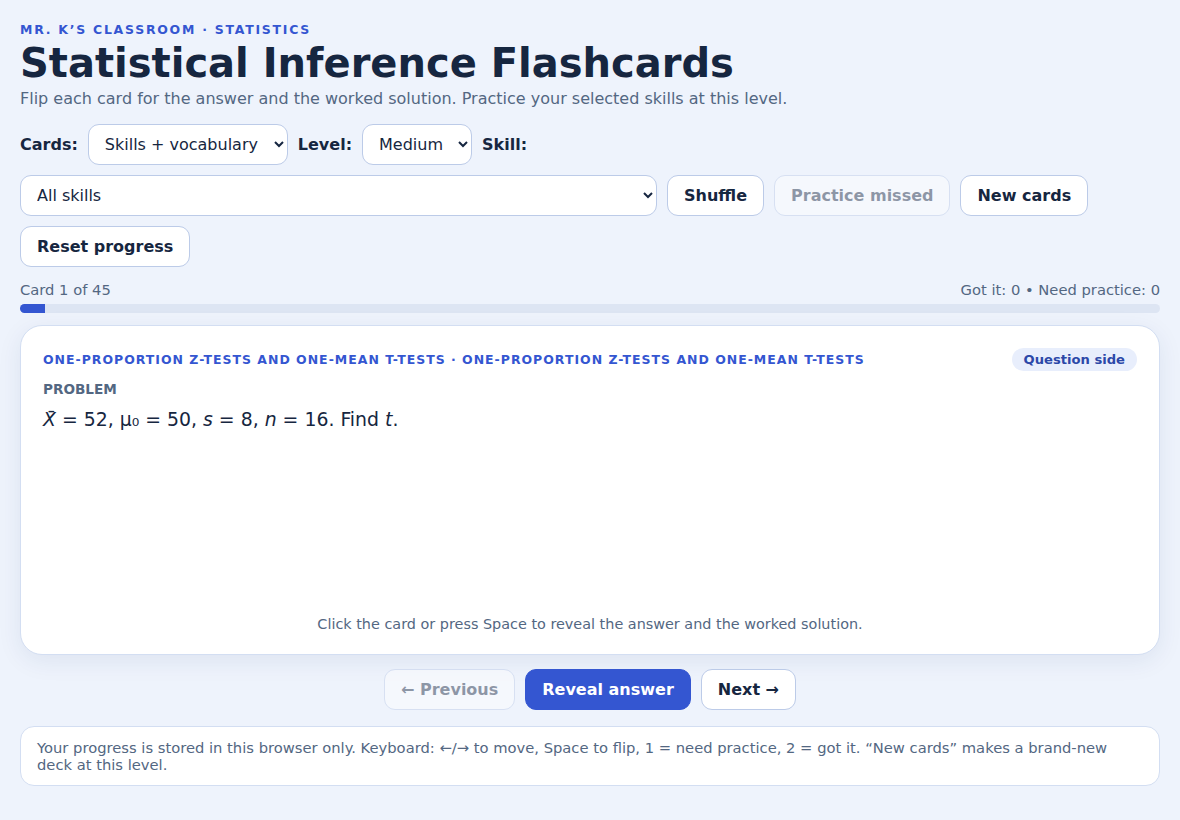 MR. K’S CLASSROOM · STATISTICS
Statistical Inference Flashcards
Flip each card for the answer and the worked solution. Practice your selected skills at this level.
Cards: Skills + vocabulary Level: Medium Skill:
All skills Shuffle Practice missed New cards
Reset progress
Card 1 of 45 Got it: 0 • Need practice: 0
ONE-PROPORTION Z-TESTS AND ONE-MEAN T-TESTS · ONE-PROPORTION Z-TESTS AND ONE-MEAN T-TESTS Question side
PROBLEM
X̄ = 52, μ₀ = 50, s = 8, n = 16. Find t.
Click the card or press Space to reveal the answer and the worked solution.
← Previous Reveal answer Next →
Your progress is stored in this browser only. Keyboard: ←/→ to move, Space to flip, 1 = need practice, 2 = got it. “New cards” makes a brand-new
deck at this level.